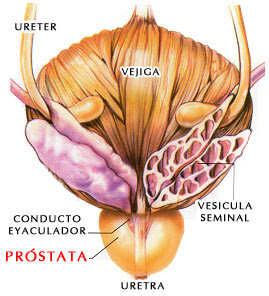 URETER
VEJIGA
VESICULA
SEMINAL
CONDUCTO
EYACULADOR
PRÓSTATA
URETRA